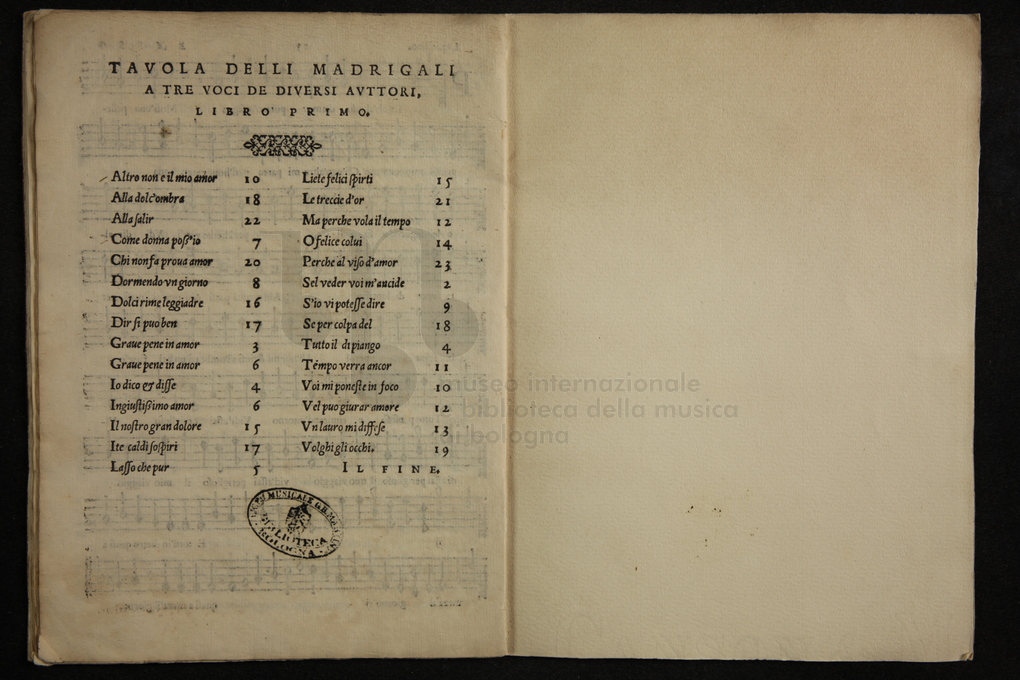 TAVOLA DELLI MADRIGALI
A TRE VOCI DE DIVERSI AVTTORI,
LIBRO PRIMO.
Altro non e il mio amor 10
Alla dolc'ombra 18
Alla salir 22
Come donna poss'io 7
Chi non fa proua amor 20
Dormendo vn giorno 8
Dolci rime leggiadre 16
Dir si puo ben 17
Graue pene in amor 3
Graue pene in amor 6
Io dico & disse 4
Ingiustissimo amor 6
Il nostro gran dolore 15
Ite caldi sospiri 17
Lasso che pur 5
Liete felici spirti 15
Le treccie d'or 21
Ma perche vola il tempo 12
O felice colui 14
Perche al viso d'amor 23
Sel veder voi m'aucide 2
S'io vi potesse dire 9
Se per colpa del 18
Tutto il di piango 4
Tempo verra ancor 11
Voi mi poneste in foco 10
Vel puo giurar amore 12
Vn lauro mi diffese 13
Volghi gli occhi. 19
IL FINE.
BIBLIOTECA
BOLOGNA
museo internazionale
biblioteca della musica
di bologna